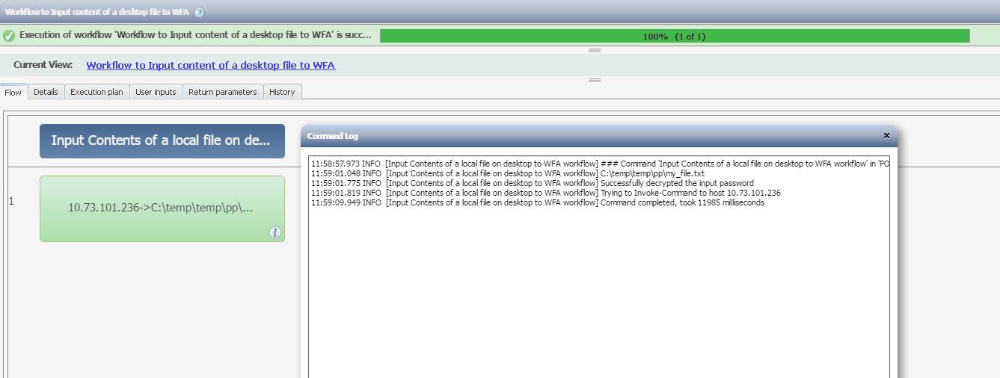 Workflow to Input content of a desktop file to WFA ?
Execution of workflow 'Workflow to Input content of a desktop file to WFA' is succ... 100% (1 of 1)
Current View: Workflow to Input content of a desktop file to WFA
Flow Details Execution plan User inputs Return parameters History
Input Contents of a local file on de...
1
10.73.101.236->C:\temp\temp\pp\...
i
Command Log ×
11:58:57.973 INFO [Input Contents of a local file on desktop to WFA workflow] ### Command 'Input Contents of a local file on desktop to WFA workflow' in 'PO
11:59:01.048 INFO [Input Contents of a local file on desktop to WFA workflow] C:\temp\temp\pp\my_file.txt
11:59:01.775 INFO [Input Contents of a local file on desktop to WFA workflow] Successfully decrypted the input password
11:59:01.819 INFO [Input Contents of a local file on desktop to WFA workflow] Trying to Invoke-Command to host 10.73.101.236
11:59:09.949 INFO [Input Contents of a local file on desktop to WFA workflow] Command completed, took 11985 milliseconds